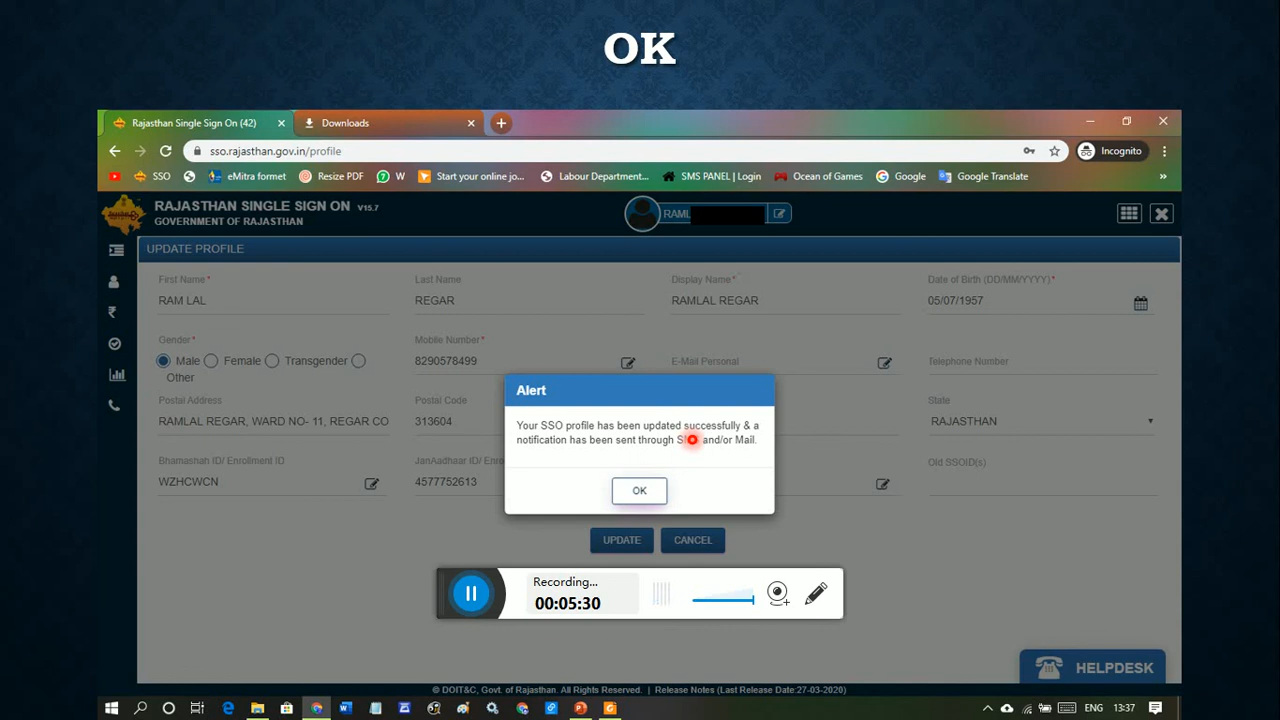 OK
Rajasthan Single Sign On (42)
Downloads
sso.rajasthan.gov.in/profile
Incognito
SSO
eMitra formet
Resize PDF
W
Start your online jo...
Labour Department...
SMS PANEL | Login
Ocean of Games
Google
Google Translate
»
RAJASTHAN SINGLE SIGN ON V15.7
GOVERNMENT OF RAJASTHAN
RAML
UPDATE PROFILE
First Name *
Last Name
Display Name *
Date of Birth (DD/MM/YYYY) *
RAM LAL
REGAR
RAMLAL REGAR
05/07/1957
Gender *
Mobile Number *
Male Female Transgender
Other
8290578499
E-Mail Personal
Telephone Number
Postal Address
Postal Code
State
RAMLAL REGAR, WARD NO- 11, REGAR CO
313604
RAJASTHAN
Bhamashah ID/ Enrollment ID
JanAadhaar ID/ Enro
Old SSOID(s)
WZHCWCN
4577752613
Alert
Your SSO profile has been updated successfully & a
notification has been sent through and/or Mail.
OK
UPDATE
CANCEL
Recording...
00:05:30
HELPDESK
© DOIT&C, Govt. of Rajasthan. All Rights Reserved. | Release Notes (Last Release Date:27-03-2020)
ENG
13:37